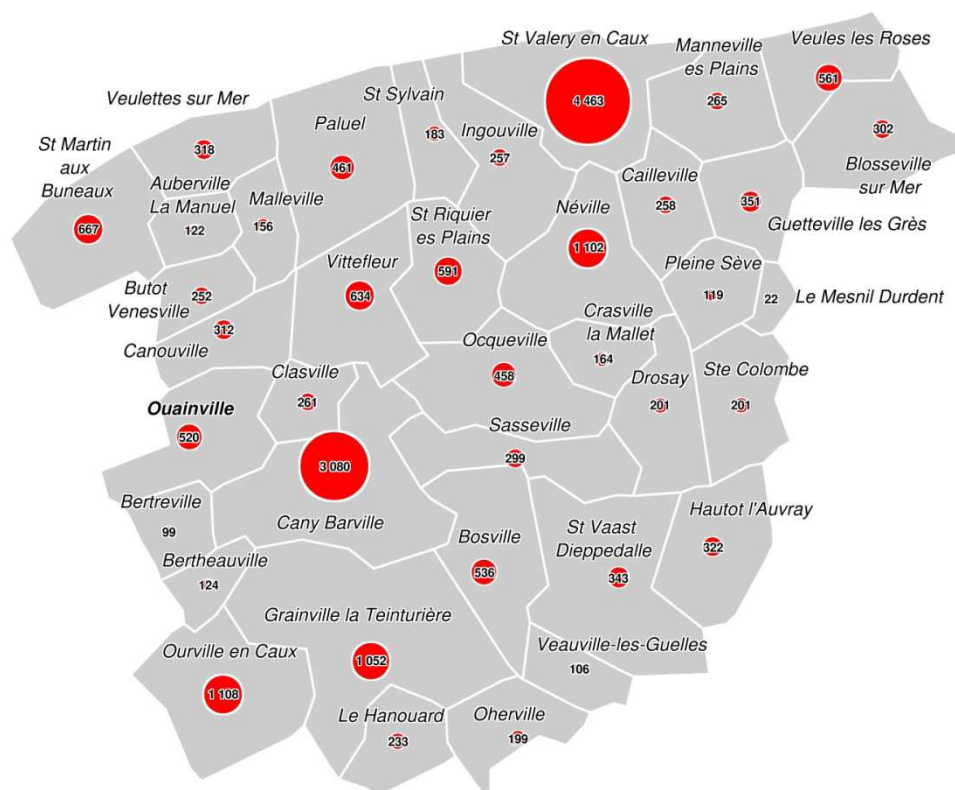 St Valery en Caux
4 463
Manneville
es Plains
265
Veules les Roses
561
Veulettes sur Mer
318
St Sylvain
183
Paluel
461
Ingouville
257
302
Blosseville
sur Mer
St Martin
aux
Buneaux
667
Auberville
La Manuel
122
Malleville
156
Cailleville
258
351
Guetteville les Grès
St Riquier
es Plains
591
Néville
1 102
Vittefleur
634
Pleine Sève
119
22
Le Mesnil Durdent
Butot
Venesville
252
312
Canouville
Crasville
la Mallet
164
Ocqueville
458
Clasville
261
Drosay
201
Ste Colombe
201
Ouainville
520
Sasseville
299
3 080
Cany Barville
Bertreville
99
Bosville
536
St Vaast
Dieppedalle
343
Hautot l'Auvray
322
Bertheauville
124
Grainville la Teinturière
1 052
Veauville-les-Guelles
106
Ourville en Caux
1 108
Le Hanouard
233
Oherville
199